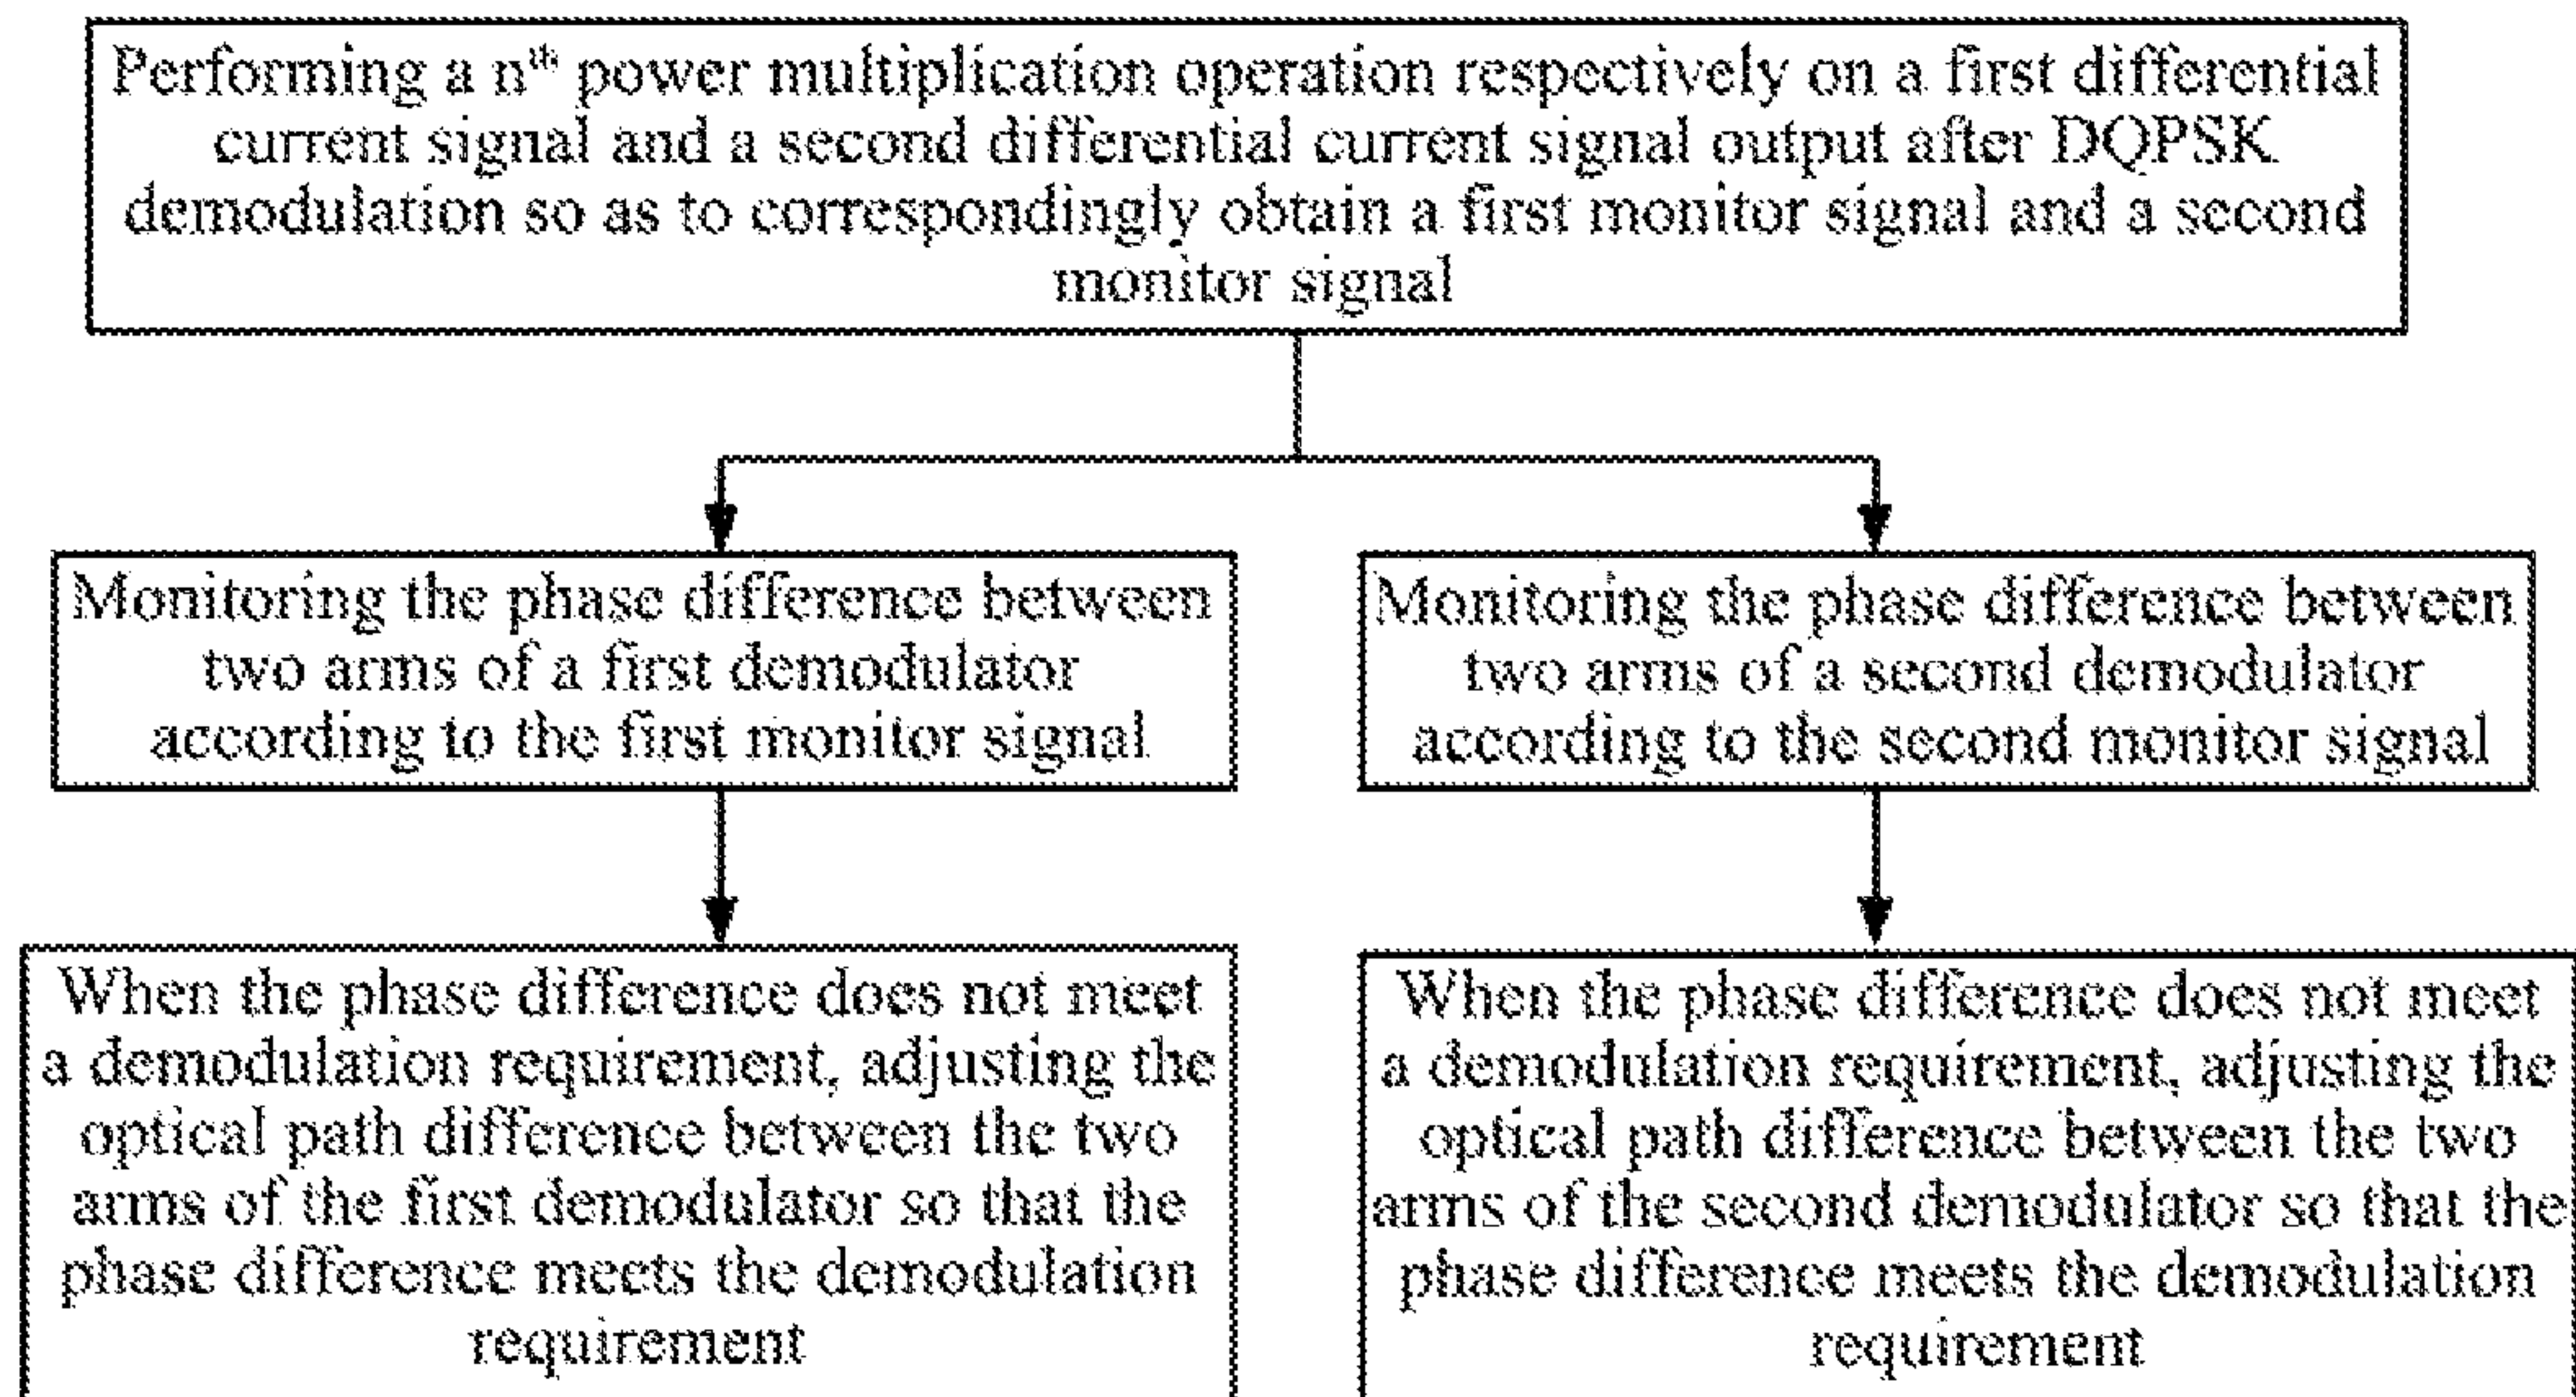 Performing a nth power multiplication operation respectively on a first differential
current signal and a second differential current signal output after DQPSK
demodulation so as to correspondingly obtain a first monitor signal and a second
monitor signal
Monitoring the phase difference between
two arms of a first demodulator
according to the first monitor signal
Monitoring the phase difference between
two arms of a second demodulator
according to the second monitor signal
When the phase difference does not meet
a demodulation requirement, adjusting the
optical path difference between the two
arms of the first demodulator so that the
phase difference meets the demodulation
requirement
When the phase difference does not meet
a demodulation requirement, adjusting the
optical path difference between the two
arms of the second demodulator so that the
phase difference meets the demodulation
requirement